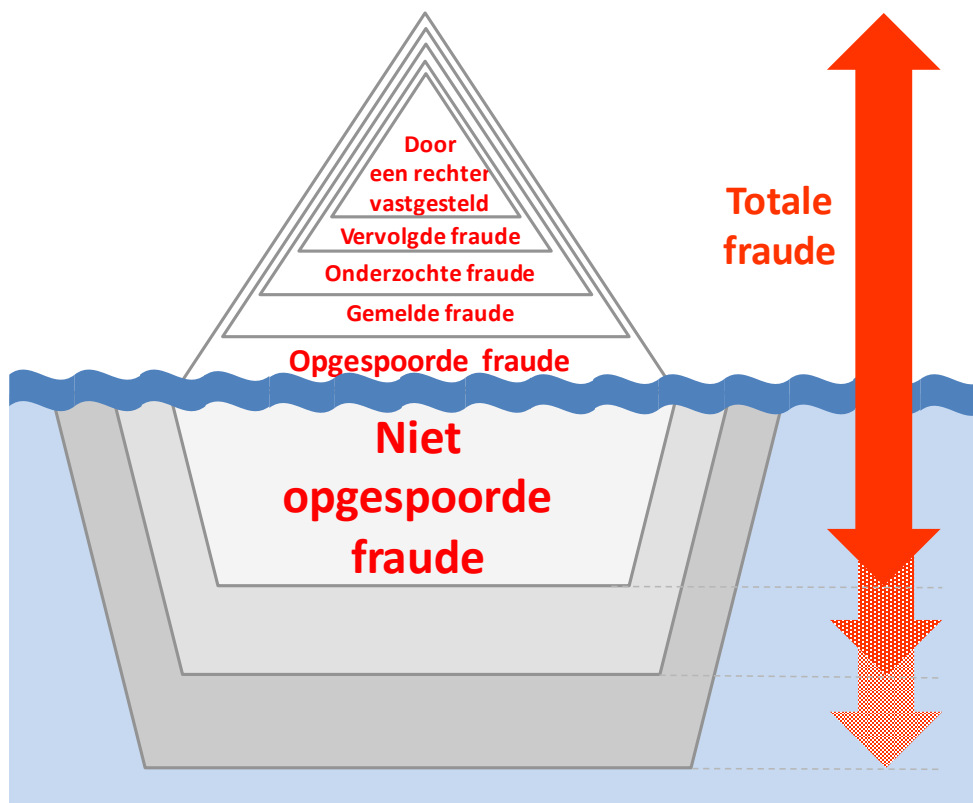 Door
een rechter
vastgesteld
Vervolgde fraude
Onderzochte fraude
Gemelde fraude
Opgespoorde fraude
Niet
opgespoorde
fraude
Totale
fraude